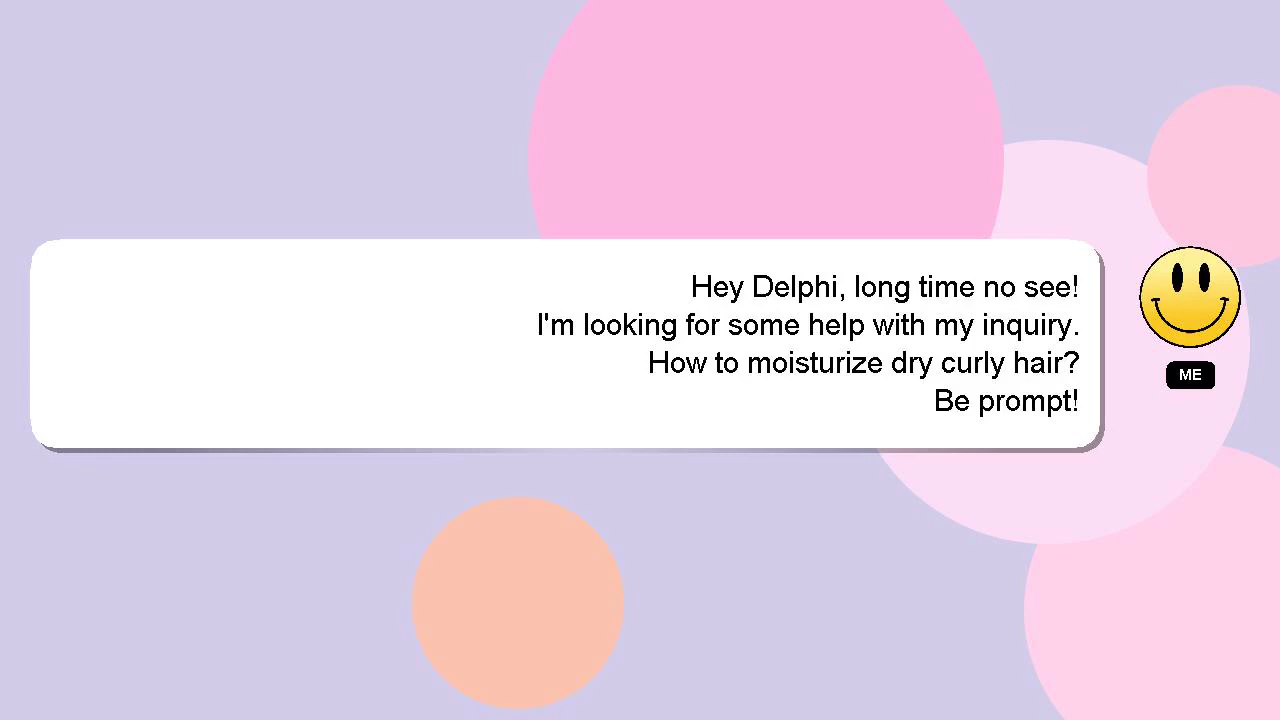 Hey Delphi, long time no see!
I'm looking for some help with my inquiry.
How to moisturize dry curly hair?
Be prompt!
ME